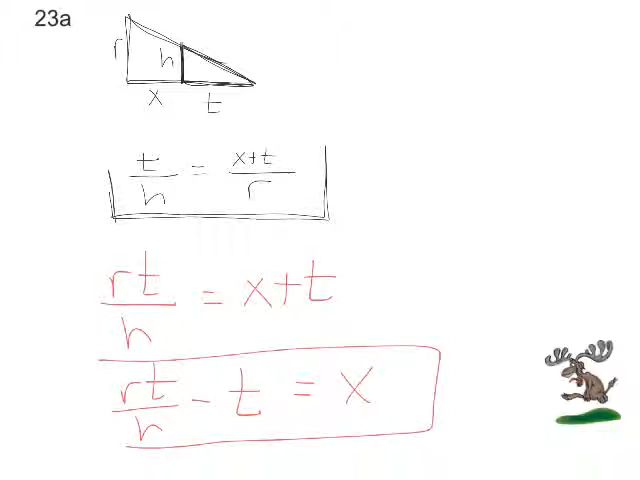 23a
r h
x t
t/h = x+t/r
rt/h = x+t
rt/h - t = x